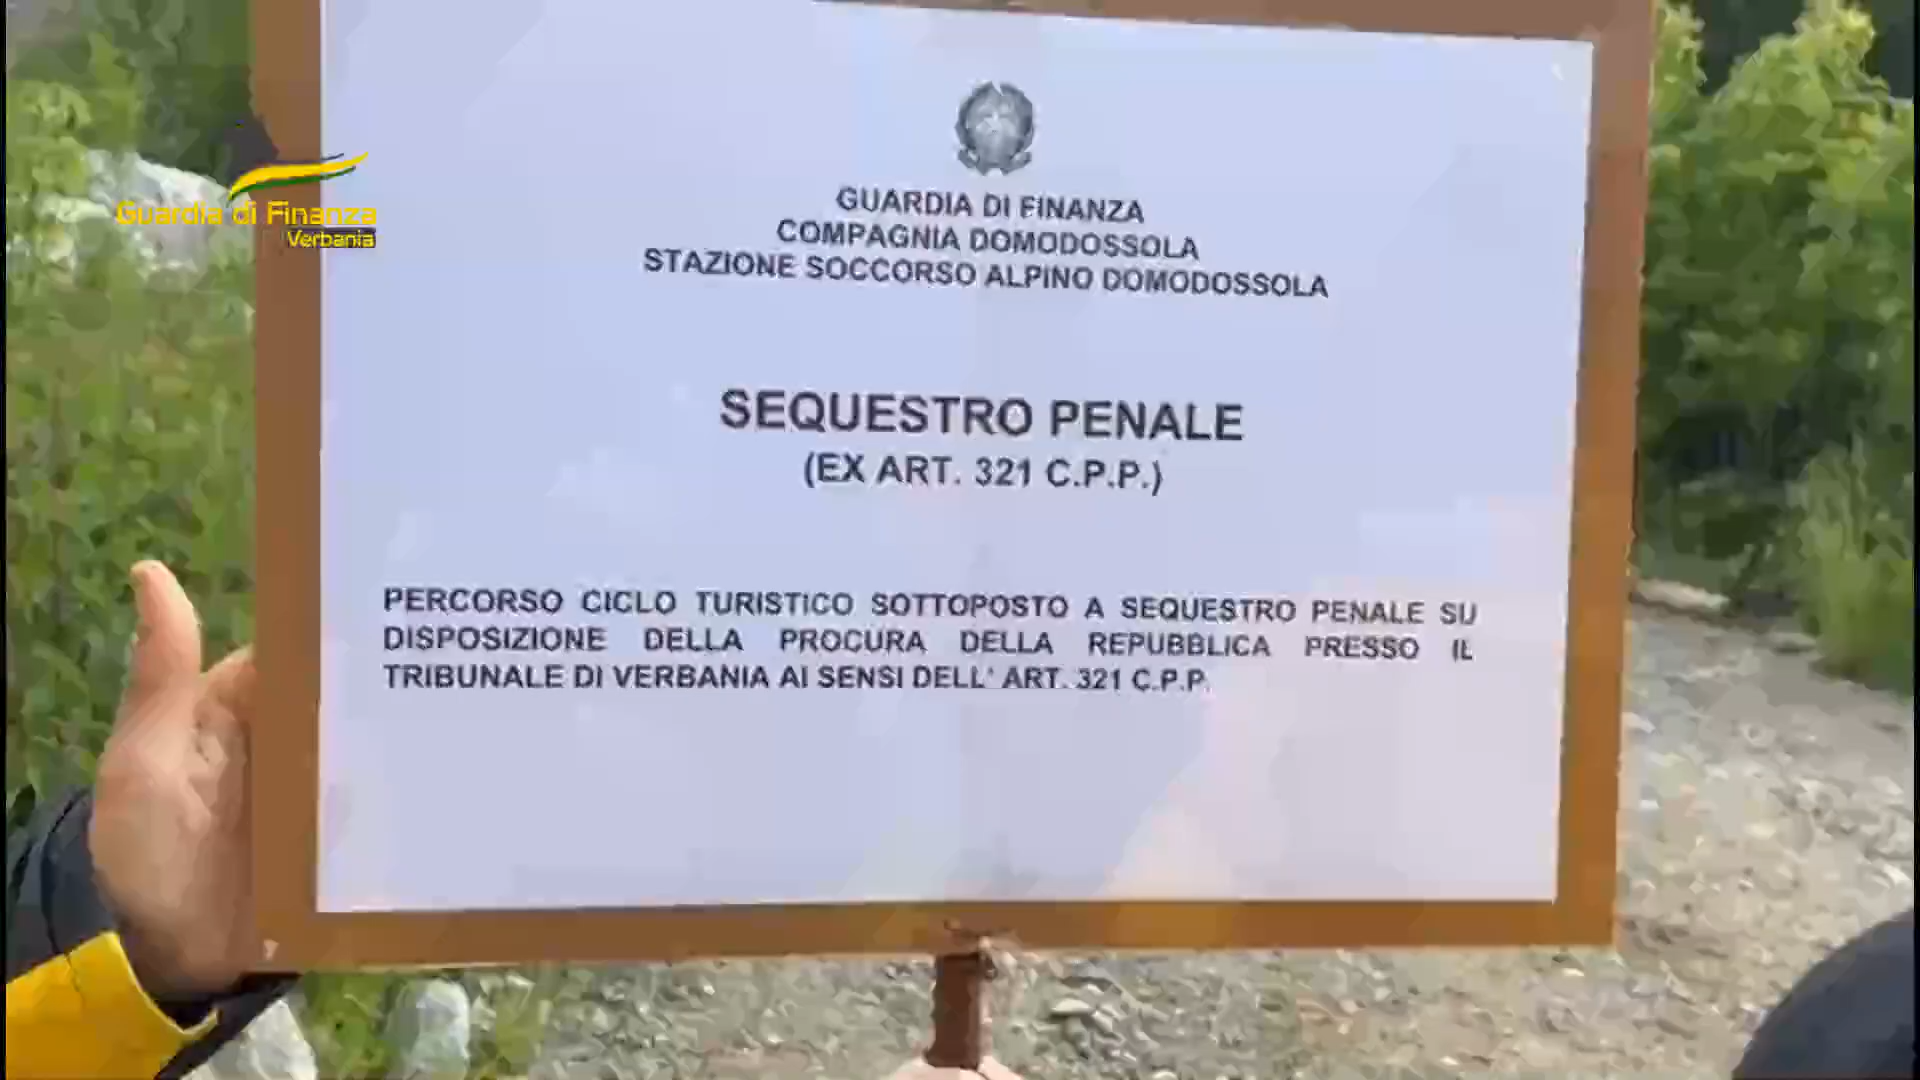 Guardia di Finanza
Verbania
GUARDIA DI FINANZA
COMPAGNIA DOMODOSSOLA
STAZIONE SOCCORSO ALPINO DOMODOSSOLA
SEQUESTRO PENALE
(EX ART. 321 C.P.P.)
PERCORSO CICLO TURISTICO SOTTOPOSTO A SEQUESTRO PENALE SU
DISPOSIZIONE DELLA PROCURA DELLA REPUBBLICA PRESSO IL
TRIBUNALE DI VERBANIA AI SENSI DELL' ART. 321 C.P.P.